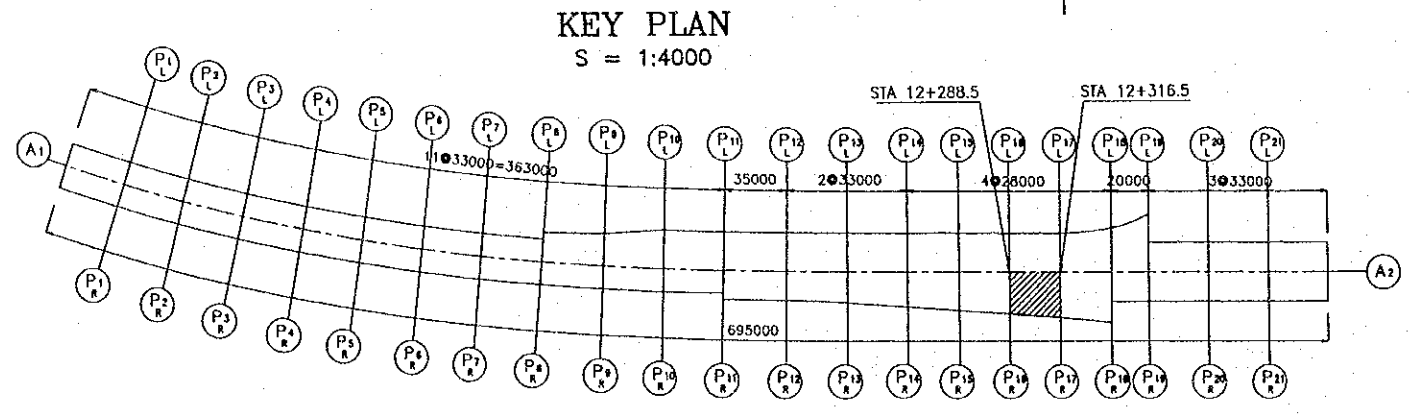 KEY PLAN
S = 1:4000
STA 12+288.5 STA 12+316.5
P1 L P2 L P3 L P4 L P5 L P6 L P7 L P8 L P9 L P10 L P11 L P12 L P13 L P14 L P15 L P16 L P17 L P18 L P19 L P20 L P21 L
A1
11@33000=363000 35000 2@33000 4@28000 20000 3@33000
A2
695000
P1 R P2 R P3 R P4 R P5 R P6 R P7 R P8 R P9 R P10 R P11 R P12 R P13 R P14 R P15 R P16 R P17 R P18 R P19 R P20 R P21 R